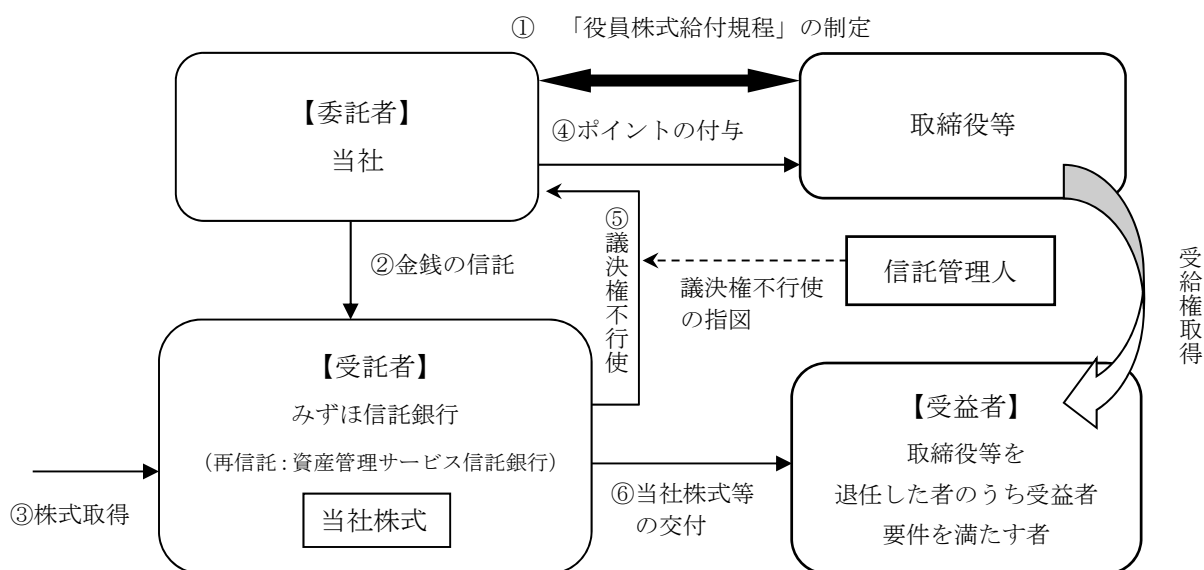 ① 「役員株式給付規程」の制定
【委託者】
当社
④ポイントの付与
取締役等
②金銭の信託
⑤議決権不行使
議決権不行使
の指図
信託管理人
受給権取得
【受託者】
みずほ信託銀行
(再信託:資産管理サービス信託銀行)
当社株式
③株式取得
⑥当社株式等
の交付
【受益者】
取締役等を
退任した者のうち受益者
要件を満たす者